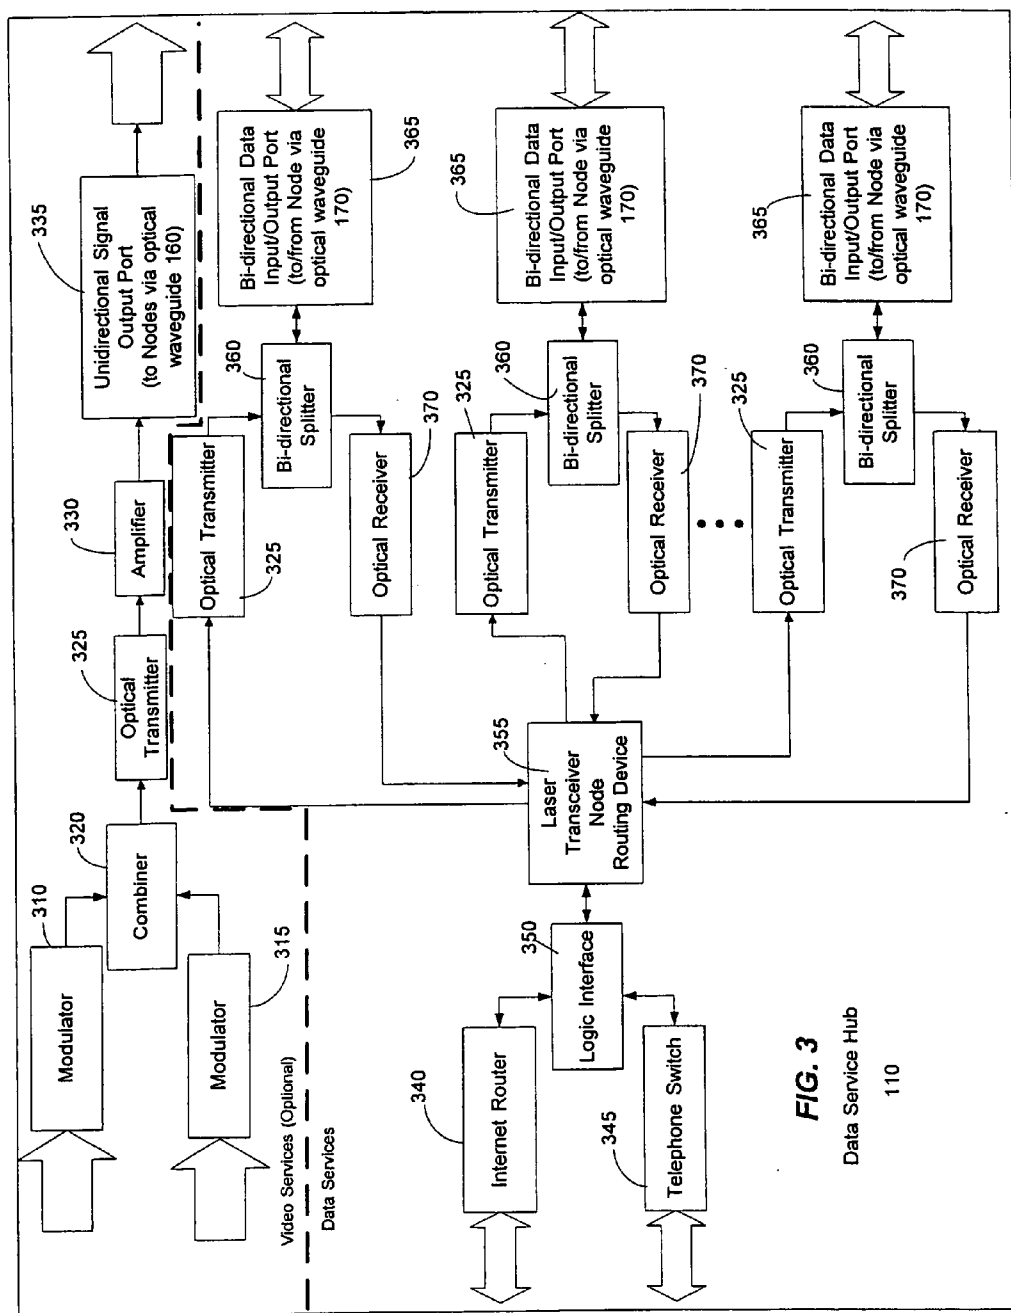 310
Modulator
315
Modulator
320
Combiner
325
Optical
Transmitter
330
Amplifier
335
Unidirectional Signal
Output Port
(to Nodes via optical
waveguide 160)
Video Services (Optional)
Data Services
340
Internet Router
345
Telephone Switch
350
Logic Interface
355
Laser
Transceiver
Node
Routing Device
Optical Transmitter
325
360
Bi-directional
Splitter
Optical Receiver
370
Bi-directional Data
Input/Output Port
(to/from Node via
optical waveguide
170)
365
325
Optical Transmitter
360
Bi-directional
Splitter
Optical Receiver
370
365
Bi-directional Data
Input/Output Port
(to/from Node via
optical waveguide
170)
325
Optical Transmitter
360
Bi-directional
Splitter
370
Optical Receiver
365
Bi-directional Data
Input/Output Port
(to/from Node via
optical waveguide
170)
FIG. 3
Data Service Hub
110